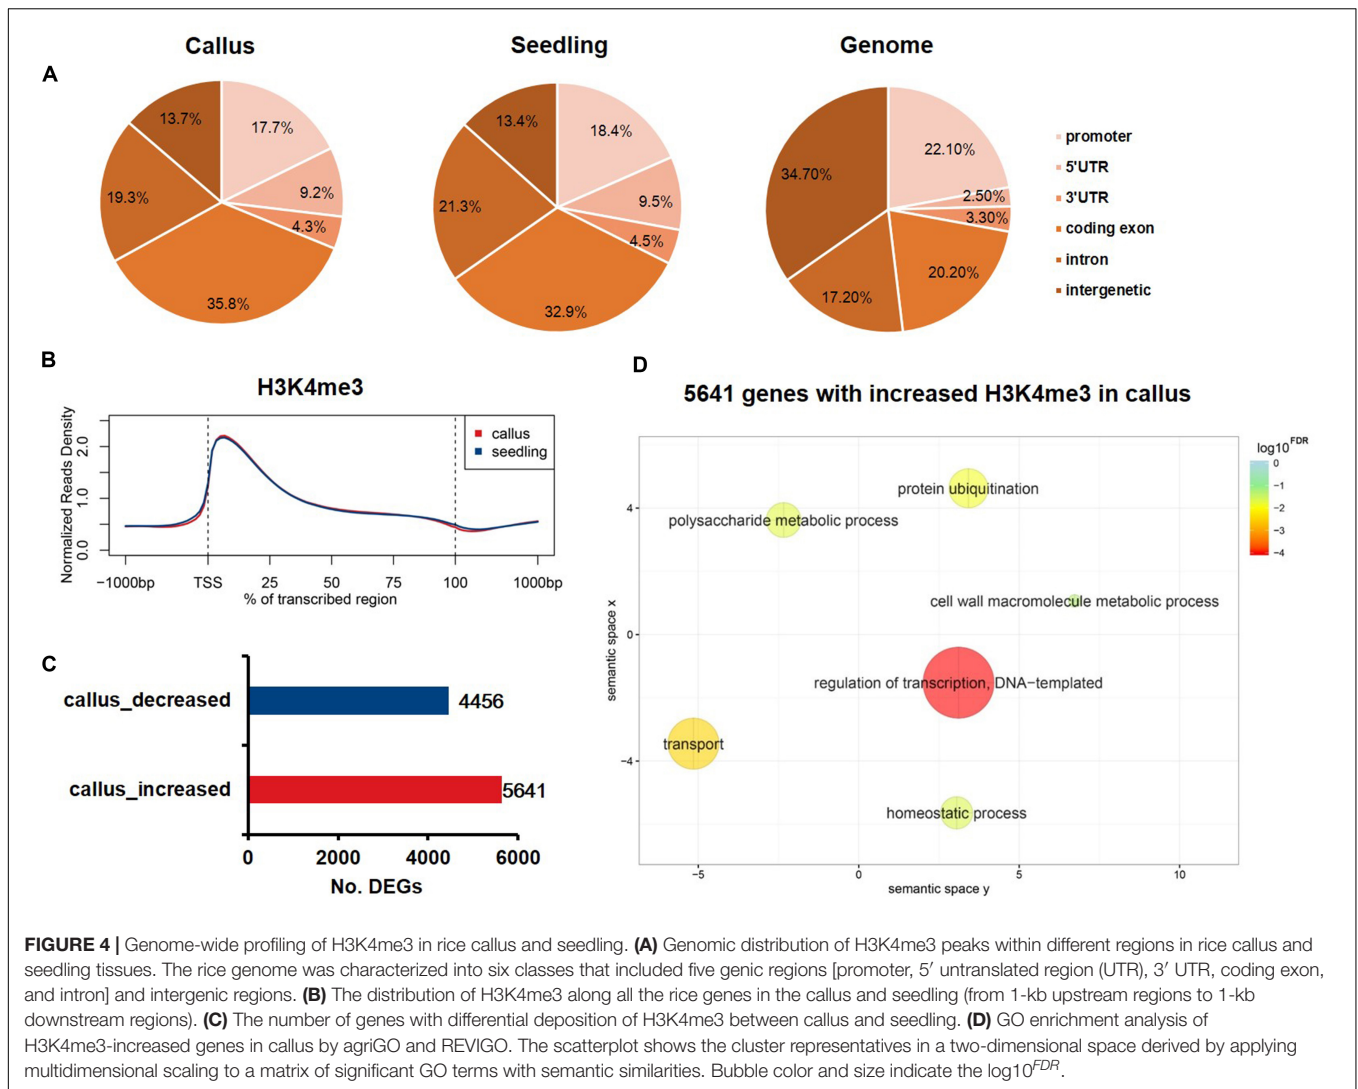 Callus
Seedling
Genome
A
13.7%
17.7%
19.3%
9.2%
4.3%
35.8%
13.4%
18.4%
21.3%
9.5%
4.5%
32.9%
34.70%
22.10%
2.50%
3.30%
20.20%
17.20%
promoter
5'UTR
3'UTR
coding exon
intron
intergenetic
B
H3K4me3
Normalized Reads Density
0.0 1.0 2.0
callus
seedling
−1000bp TSS 25 50 75 100 1000bp
% of transcribed region
C
callus_decreased
4456
callus_increased
5641
0 2000 4000 6000
No. DEGs
D
5641 genes with increased H3K4me3 in callus
protein ubiquitination
polysaccharide metabolic process
cell wall macromolecule metabolic process
regulation of transcription, DNA−templated
transport
homeostatic process
semantic space x
4
0
−4
−5 0 5 10
semantic space y
log10FDR
0
−1
−2
−3
−4
FIGURE 4 | Genome-wide profiling of H3K4me3 in rice callus and seedling. (A) Genomic distribution of H3K4me3 peaks within different regions in rice callus and
seedling tissues. The rice genome was characterized into six classes that included five genic regions [promoter, 5′ untranslated region (UTR), 3′ UTR, coding exon,
and intron] and intergenic regions. (B) The distribution of H3K4me3 along all the rice genes in the callus and seedling (from 1-kb upstream regions to 1-kb
downstream regions). (C) The number of genes with differential deposition of H3K4me3 between callus and seedling. (D) GO enrichment analysis of
H3K4me3-increased genes in callus by agriGO and REVIGO. The scatterplot shows the cluster representatives in a two-dimensional space derived by applying
multidimensional scaling to a matrix of significant GO terms with semantic similarities. Bubble color and size indicate the log10FDR.